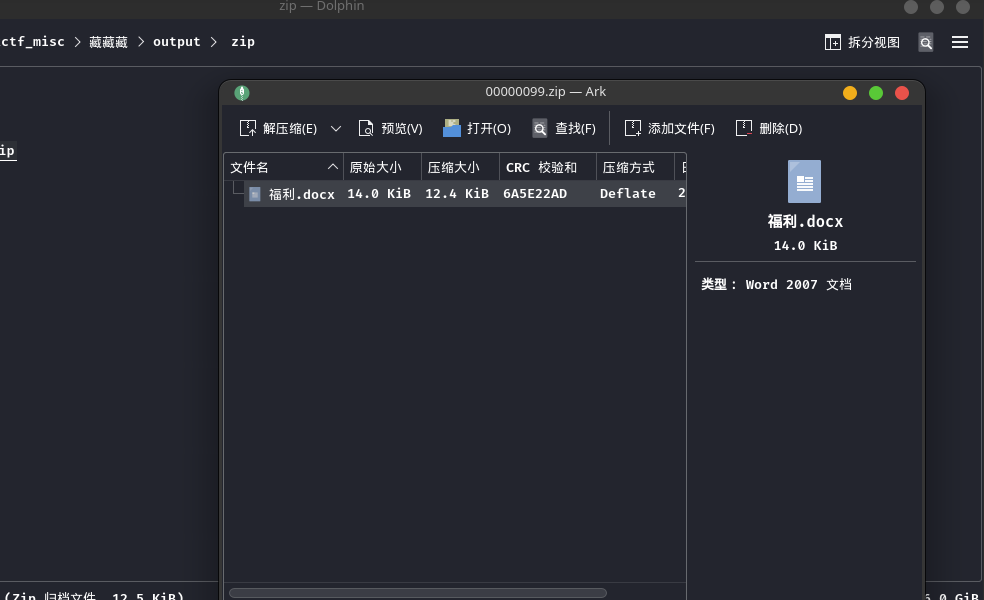 zip — Dolphin
ctf_misc > 藏藏藏 > output > zip
拆分视图
ip
00000099.zip — Ark
解压缩(E) 预览(V) 打开(O) 查找(F) 添加文件(F) 删除(D)
文件名 原始大小 压缩大小 CRC 校验和 压缩方式
福利.docx 14.0 KiB 12.4 KiB 6A5E22AD Deflate 2
福利.docx
14.0 KiB
类型： Word 2007 文档
(Zip 归档文件, 12.5 KiB)
.0 GiB